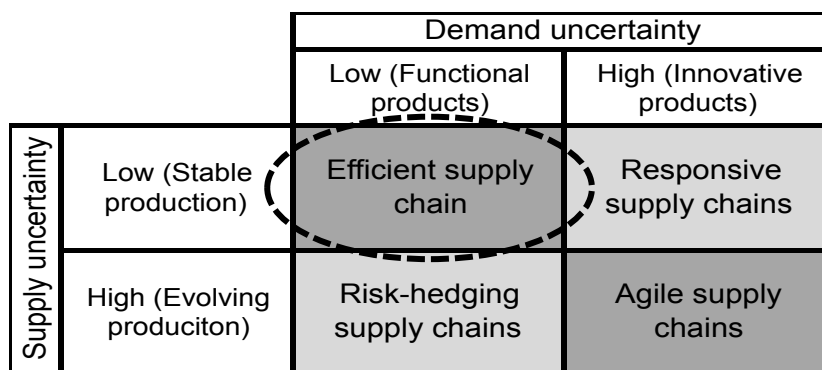 Demand uncertainty
Low (Functional
products)
High (Innovative
products)
Supply uncertainty
Low (Stable
production)
Efficient supply
chain
Responsive
supply chains
High (Evolving
produciton)
Risk-hedging
supply chains
Agile supply
chains